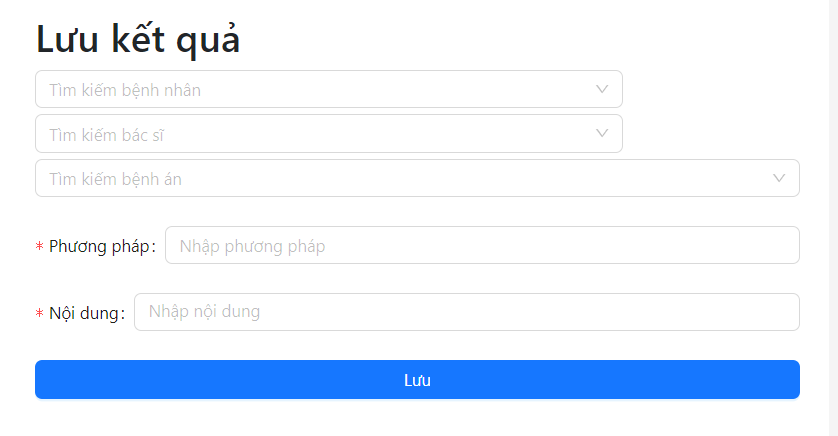 Lưu kết quả
Tìm kiếm bệnh nhân
Tìm kiếm bác sĩ
Tìm kiếm bệnh án
* Phương pháp: Nhập phương pháp
* Nội dung: Nhập nội dung
Lưu